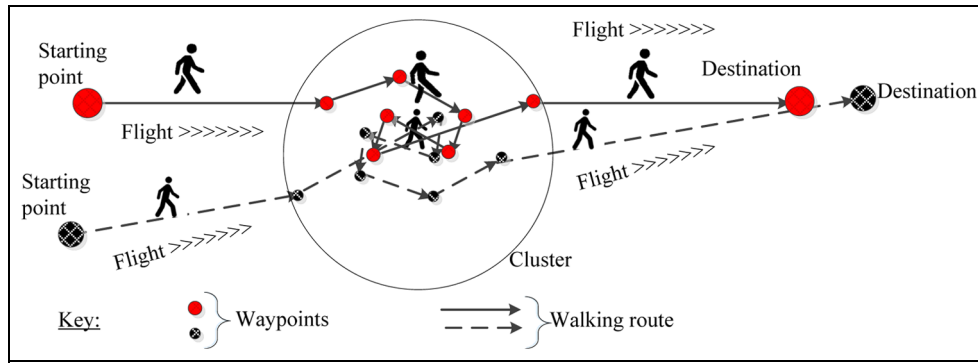 Starting
point
Flight >>>>>>>
Flight >>>>>>>
Destination
Destination
Starting
point
Flight >>>>>>>
Flight >>>>>>>
Cluster
Key:
Waypoints
Walking route